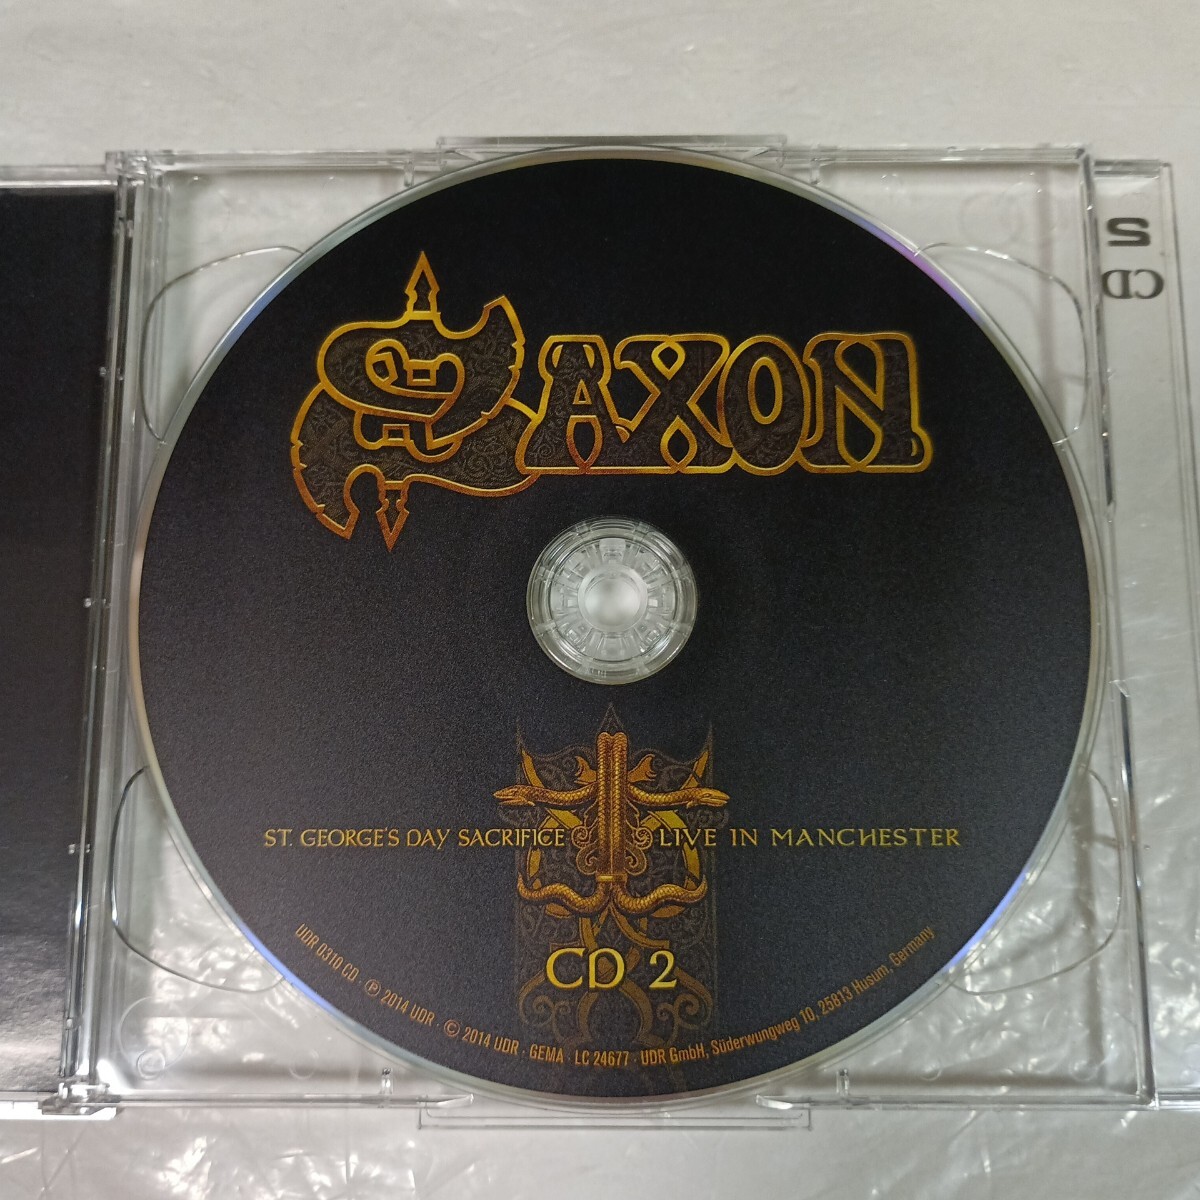 SAXON
ST. GEORGE'S DAY SACRIFICE LIVE IN MANCHESTER
CD 2
UDR 0310 CD · ℗ 2014 UDR · © 2014 UDR · GEMA LC 24677 · UDR GmbH, Süderwungweg 10, 25813 Husum, Germany
2
CD